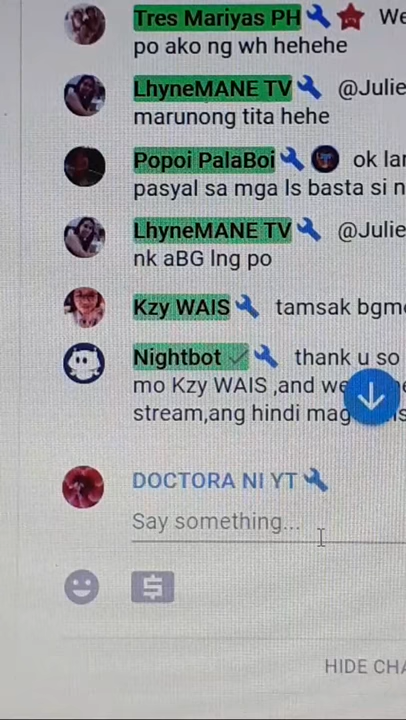 Tres Mariyas PH We
po ako ng wh hehehe
LhyneMANE TV @Julie
marunong tita hehe
Popoi PalaBoi ok lan
pasyal sa mga ls basta si n
LhyneMANE TV @Julie
nk aBG lng po
Kzy WAIS tamsak bgm
Nightbot thank u so
mo Kzy WAIS ,and we
stream,ang hindi mag
DOCTORA NI YT
Say something...
HIDE CHA